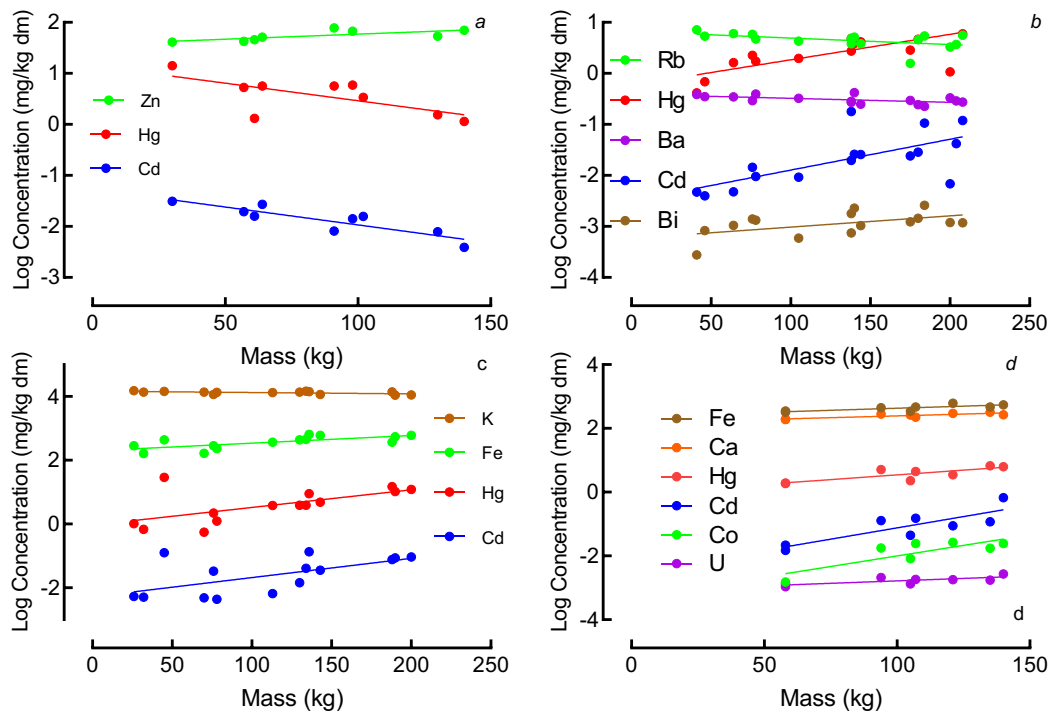 a
Log Concentration (mg/kg dm)
3
2
1
0
-1
-2
-3
Zn
Hg
Cd
0 50 100 150
Mass (kg)
b
Log Concentration (mg/kg dm)
1
0
-1
-2
-3
-4
Rb
Hg
Ba
Cd
Bi
0 50 100 150 200 250
Mass (kg)
c
Log Concentration (mg/kg dm)
4
2
0
-2
K
Fe
Hg
Cd
0 50 100 150 200
Mass (kg)
d
Log Concentration (mg/kg dm)
4
2
0
-2
-4
Fe
Ca
Hg
Cd
Co
U
d
0 50 100 150
Mass (kg)